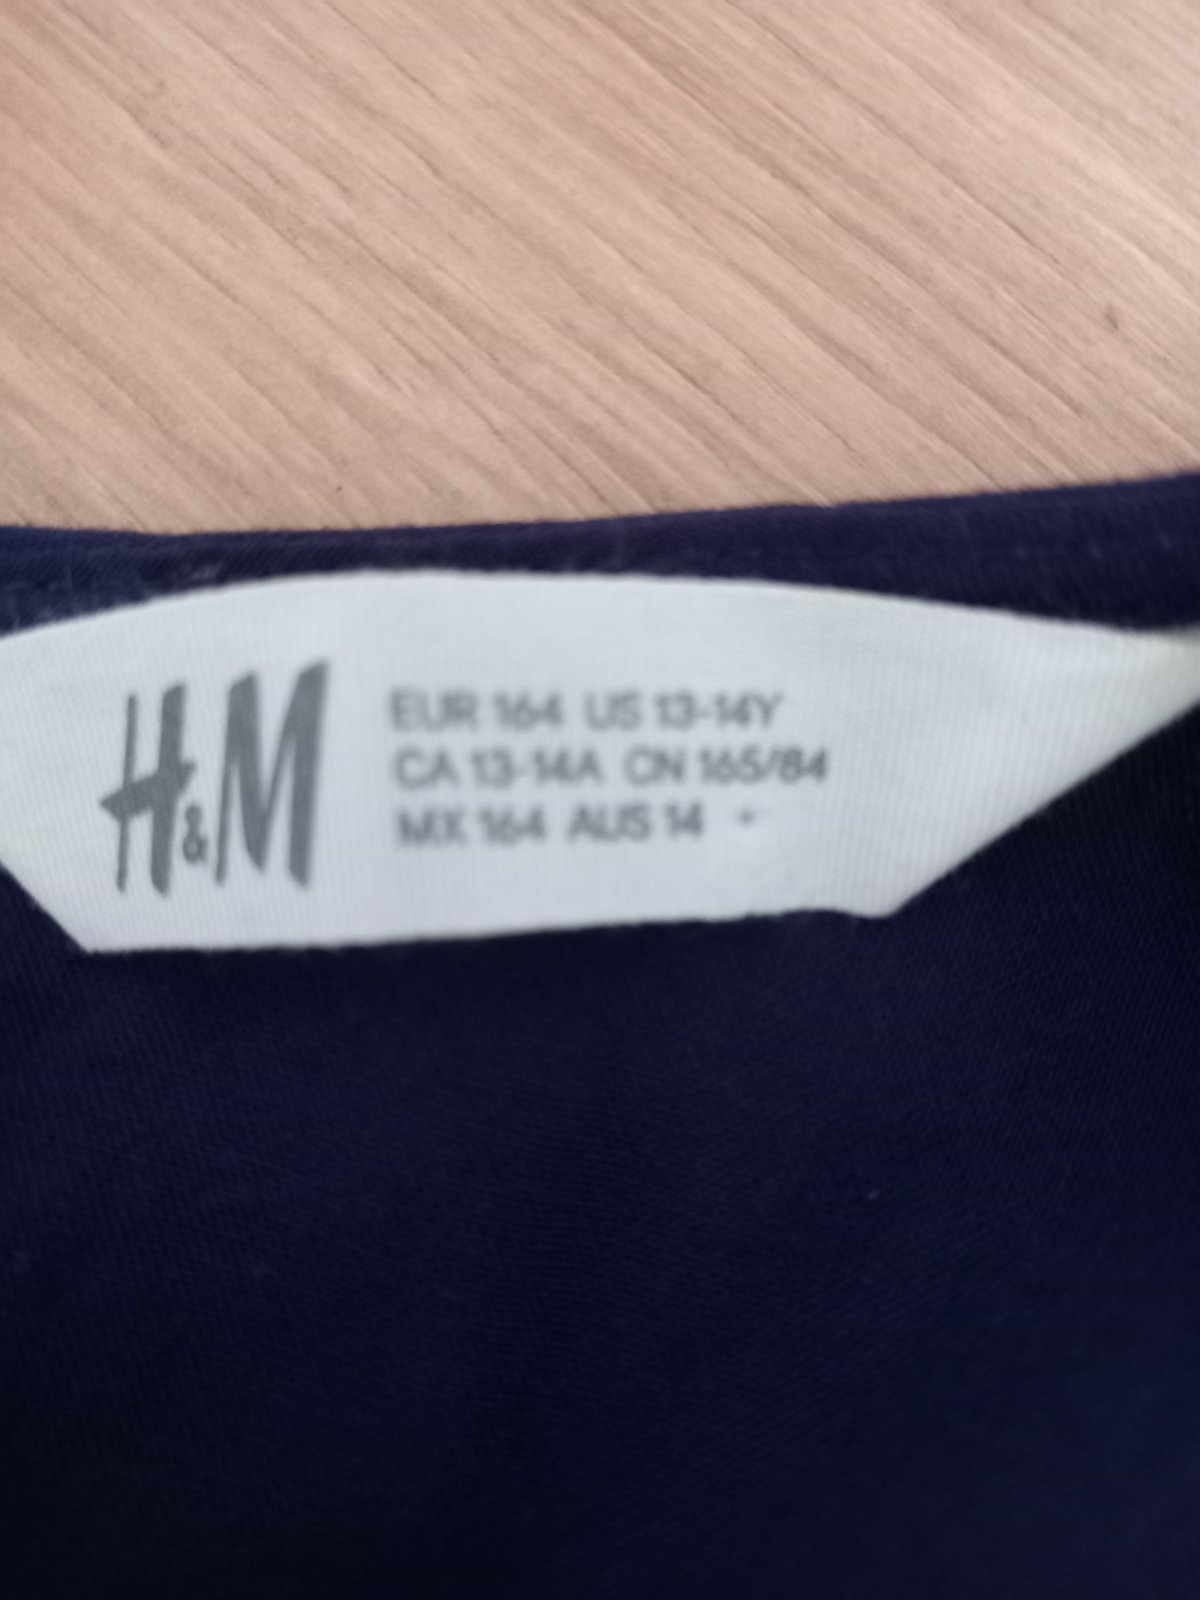 H&M
EUR 164 US 13-14Y
CA 13-14A CN 165/84
MX 164 AUS 14